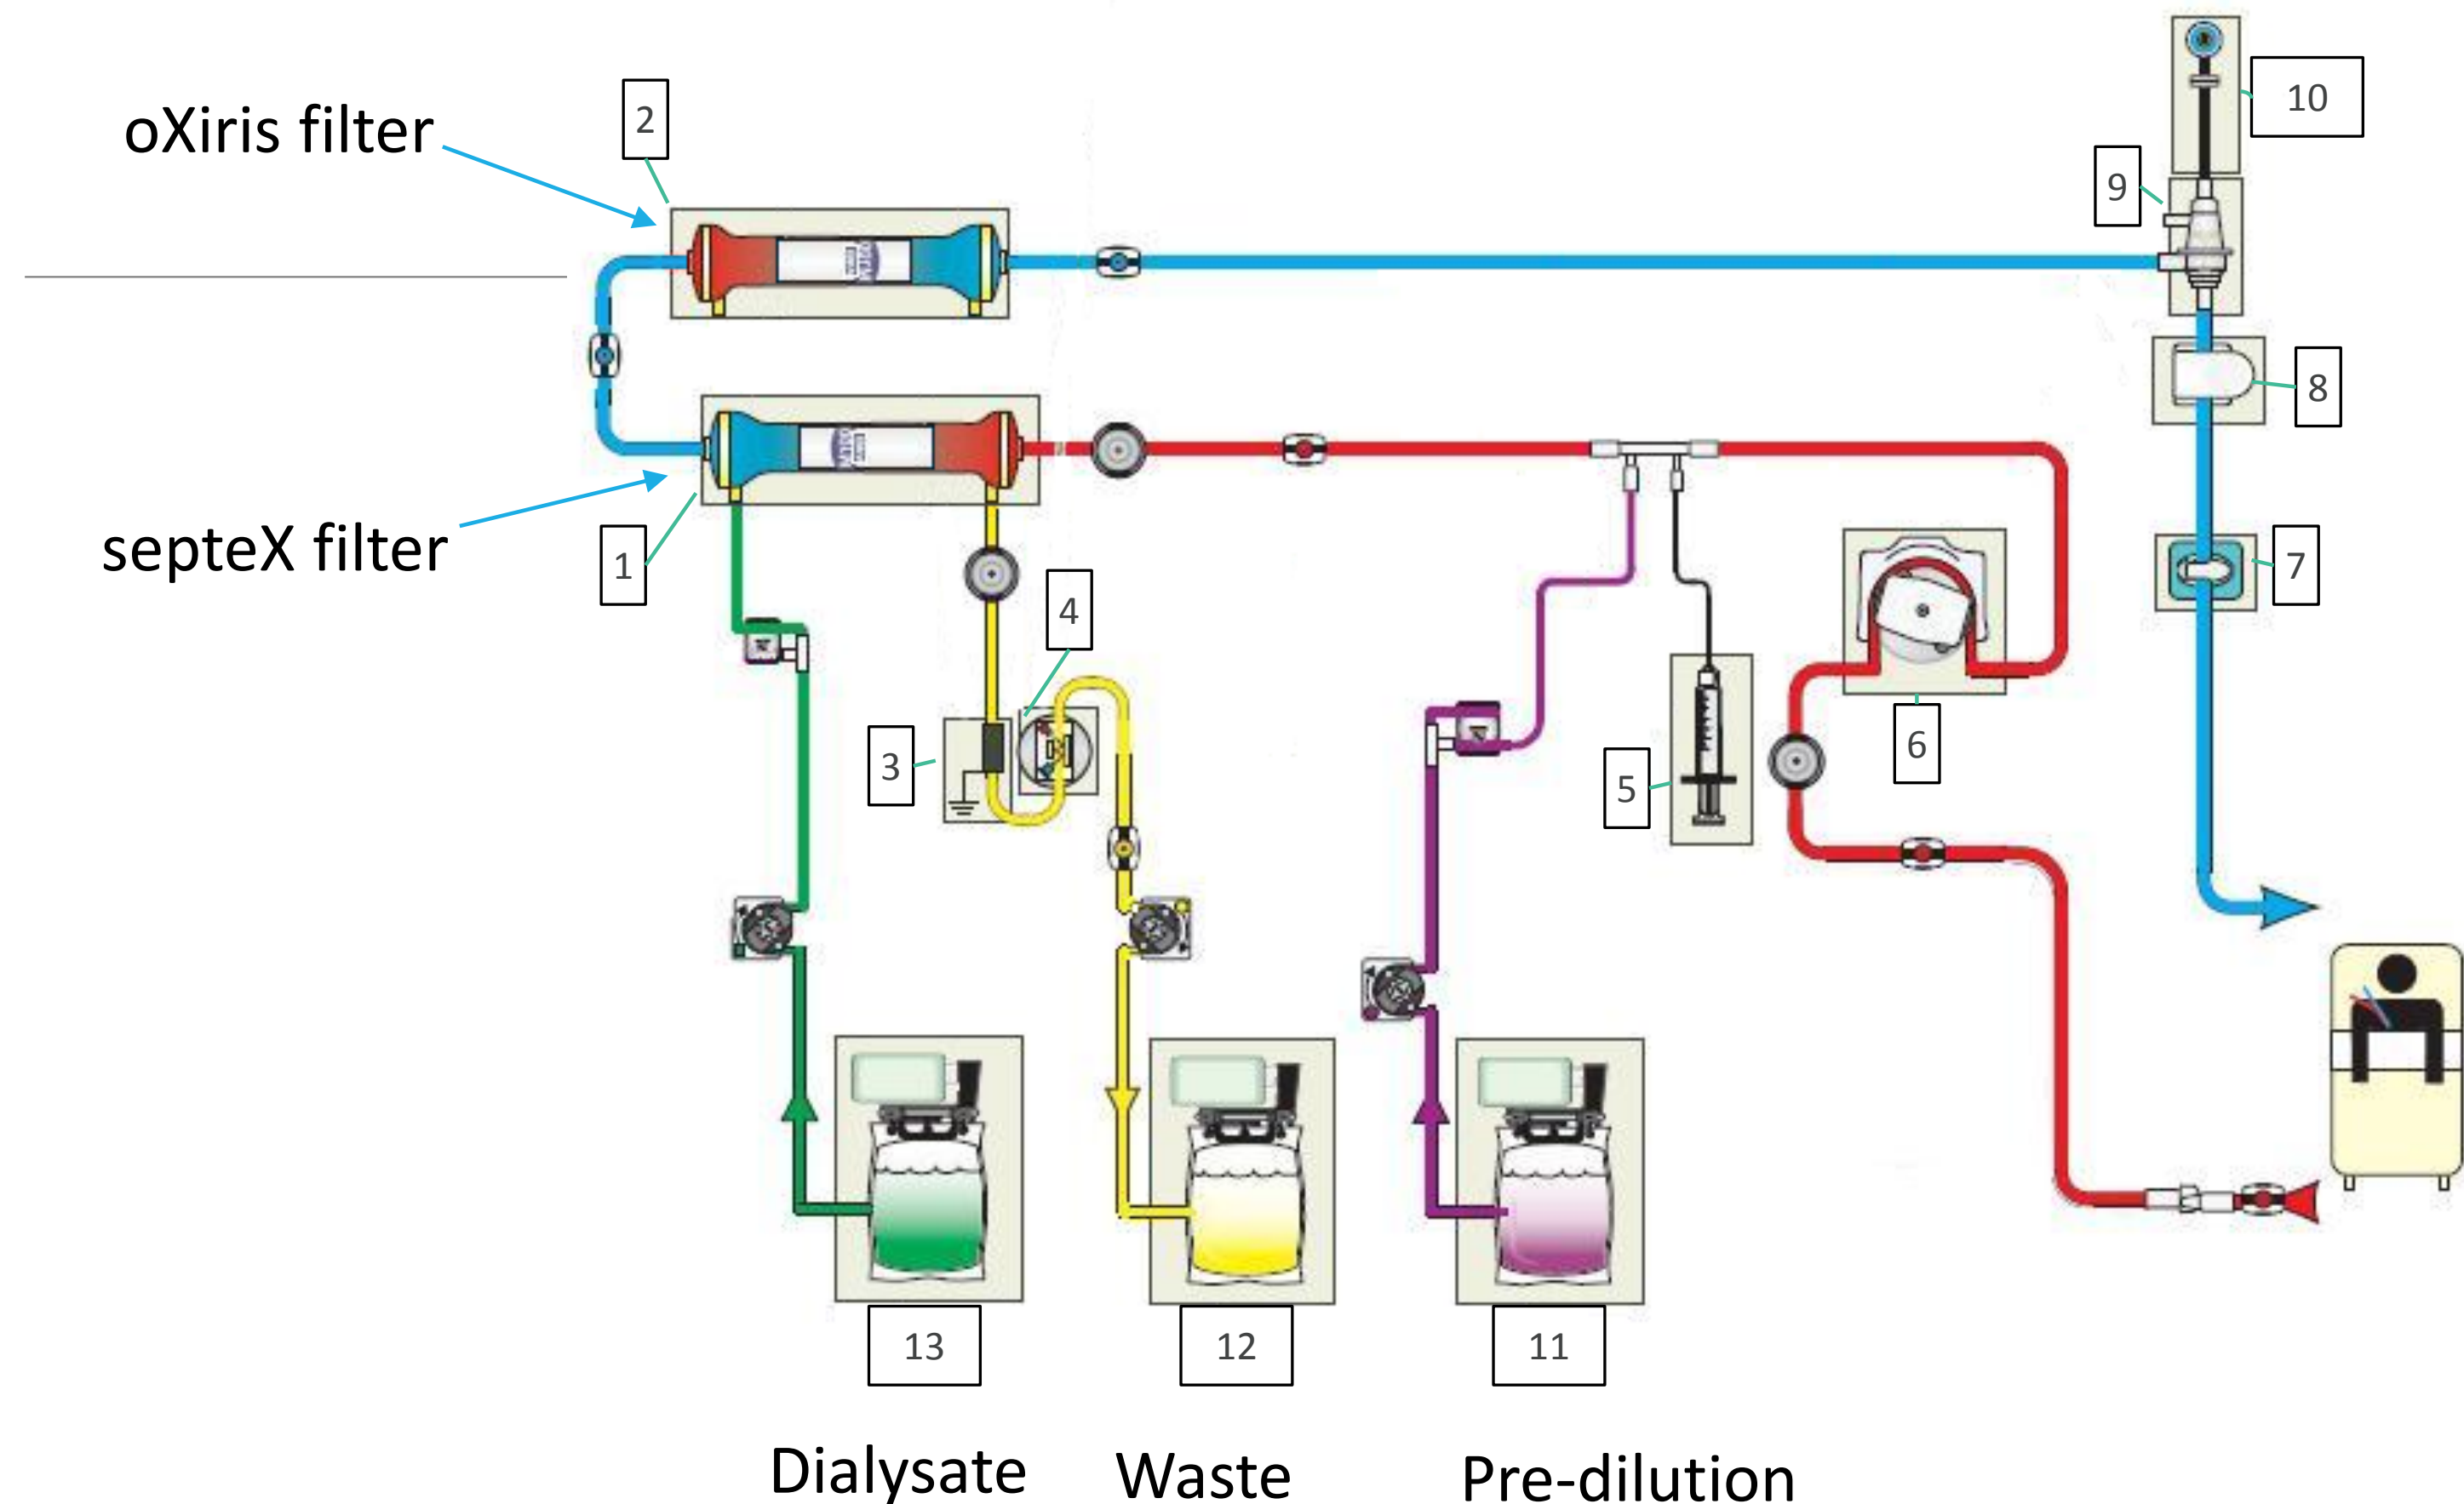 10
2
oXiris filter
9
8
septeX filter
1
7
4
3
5
6
13
12
11
Dialysate
Waste
Pre-dilution